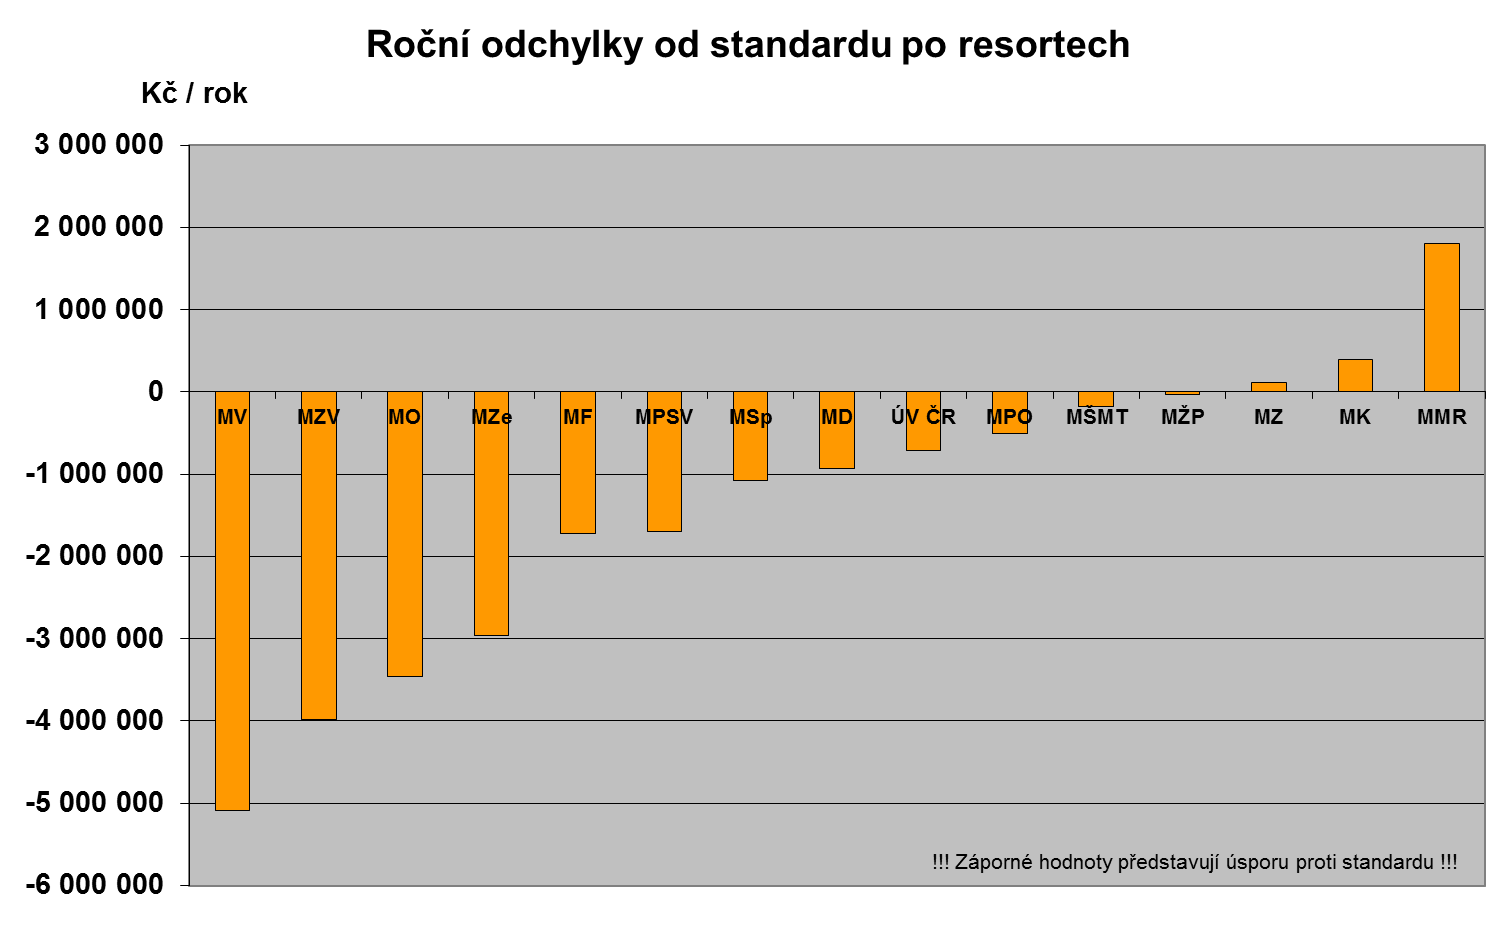 Roční odchylky od standardu po resortech
Kč / rok
3 000 000
2 000 000
1 000 000
0
MV MZV MO MZe MF MPSV MSp MD ÚV ČR MPO MŠMT MŽP MZ MK MMR
-1 000 000
-2 000 000
-3 000 000
-4 000 000
-5 000 000
!!! Záporné hodnoty představují úsporu proti standardu !!!
-6 000 000